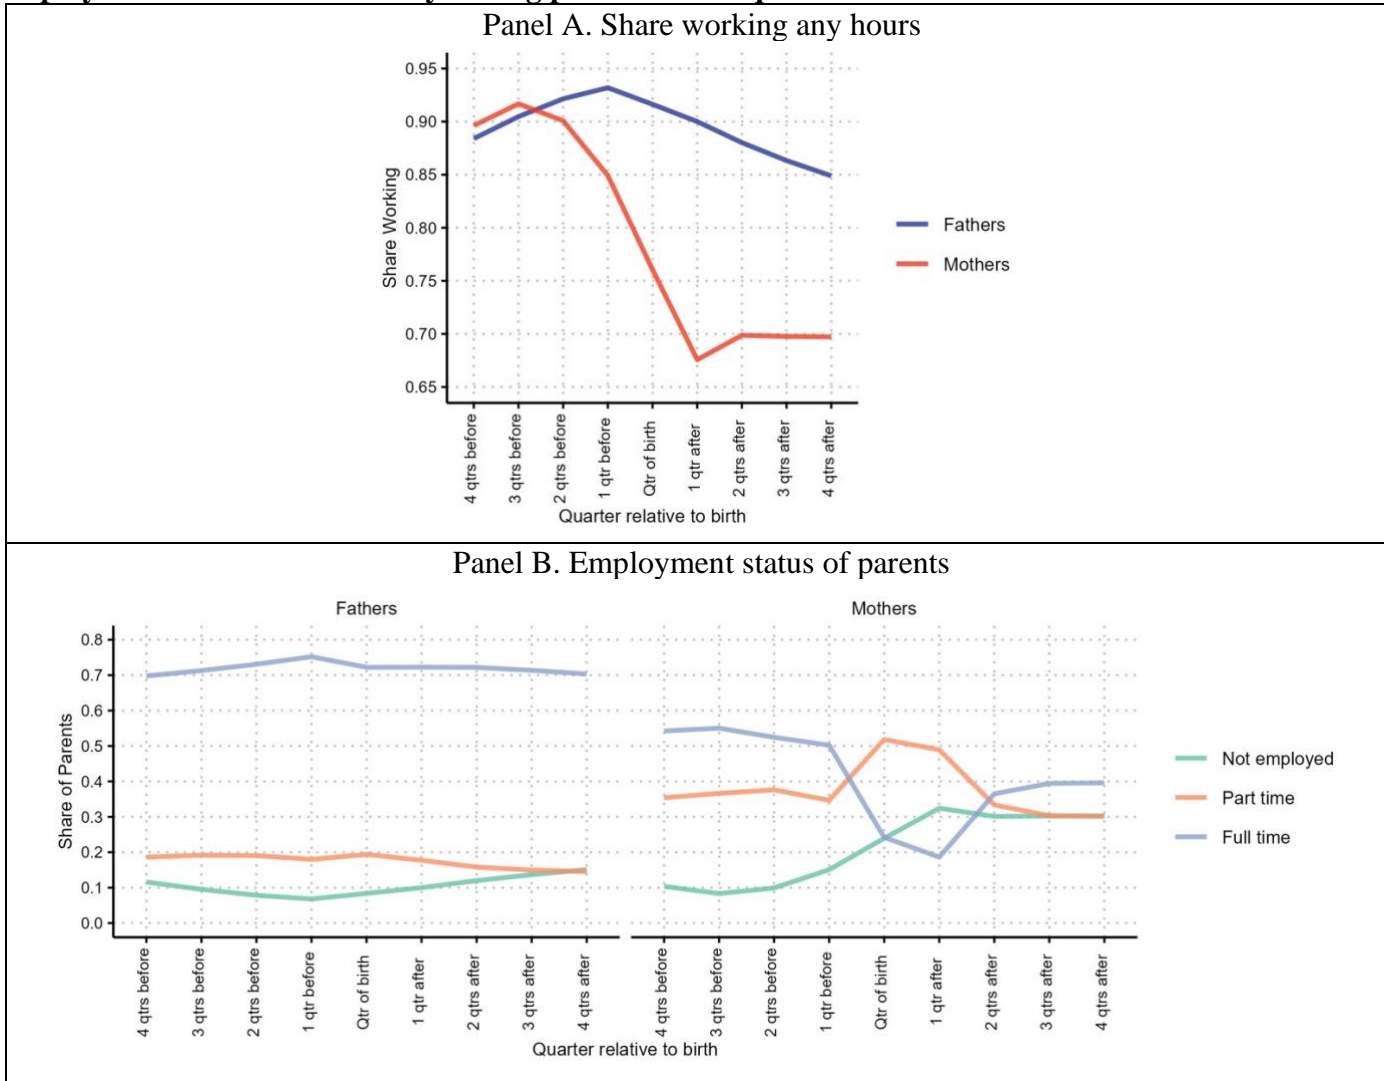 Panel A. Share working any hours
0.95
0.90
0.85
0.80
0.75
0.70
0.65
Share Working
Fathers
Mothers
4 qtrs before
3 qtrs before
2 qtrs before
1 qtr before
Qtr of birth
1 qtr after
2 qtrs after
3 qtrs after
4 qtrs after
Quarter relative to birth
Panel B. Employment status of parents
Fathers
Mothers
0.8
0.7
0.6
0.5
0.4
0.3
0.2
0.1
0.0
Share of Parents
Not employed
Part time
Full time
4 qtrs before
3 qtrs before
2 qtrs before
1 qtr before
Qtr of birth
1 qtr after
2 qtrs after
3 qtrs after
4 qtrs after
4 qtrs before
3 qtrs before
2 qtrs before
1 qtr before
Qtr of birth
1 qtr after
2 qtrs after
3 qtrs after
4 qtrs after
Quarter relative to birth